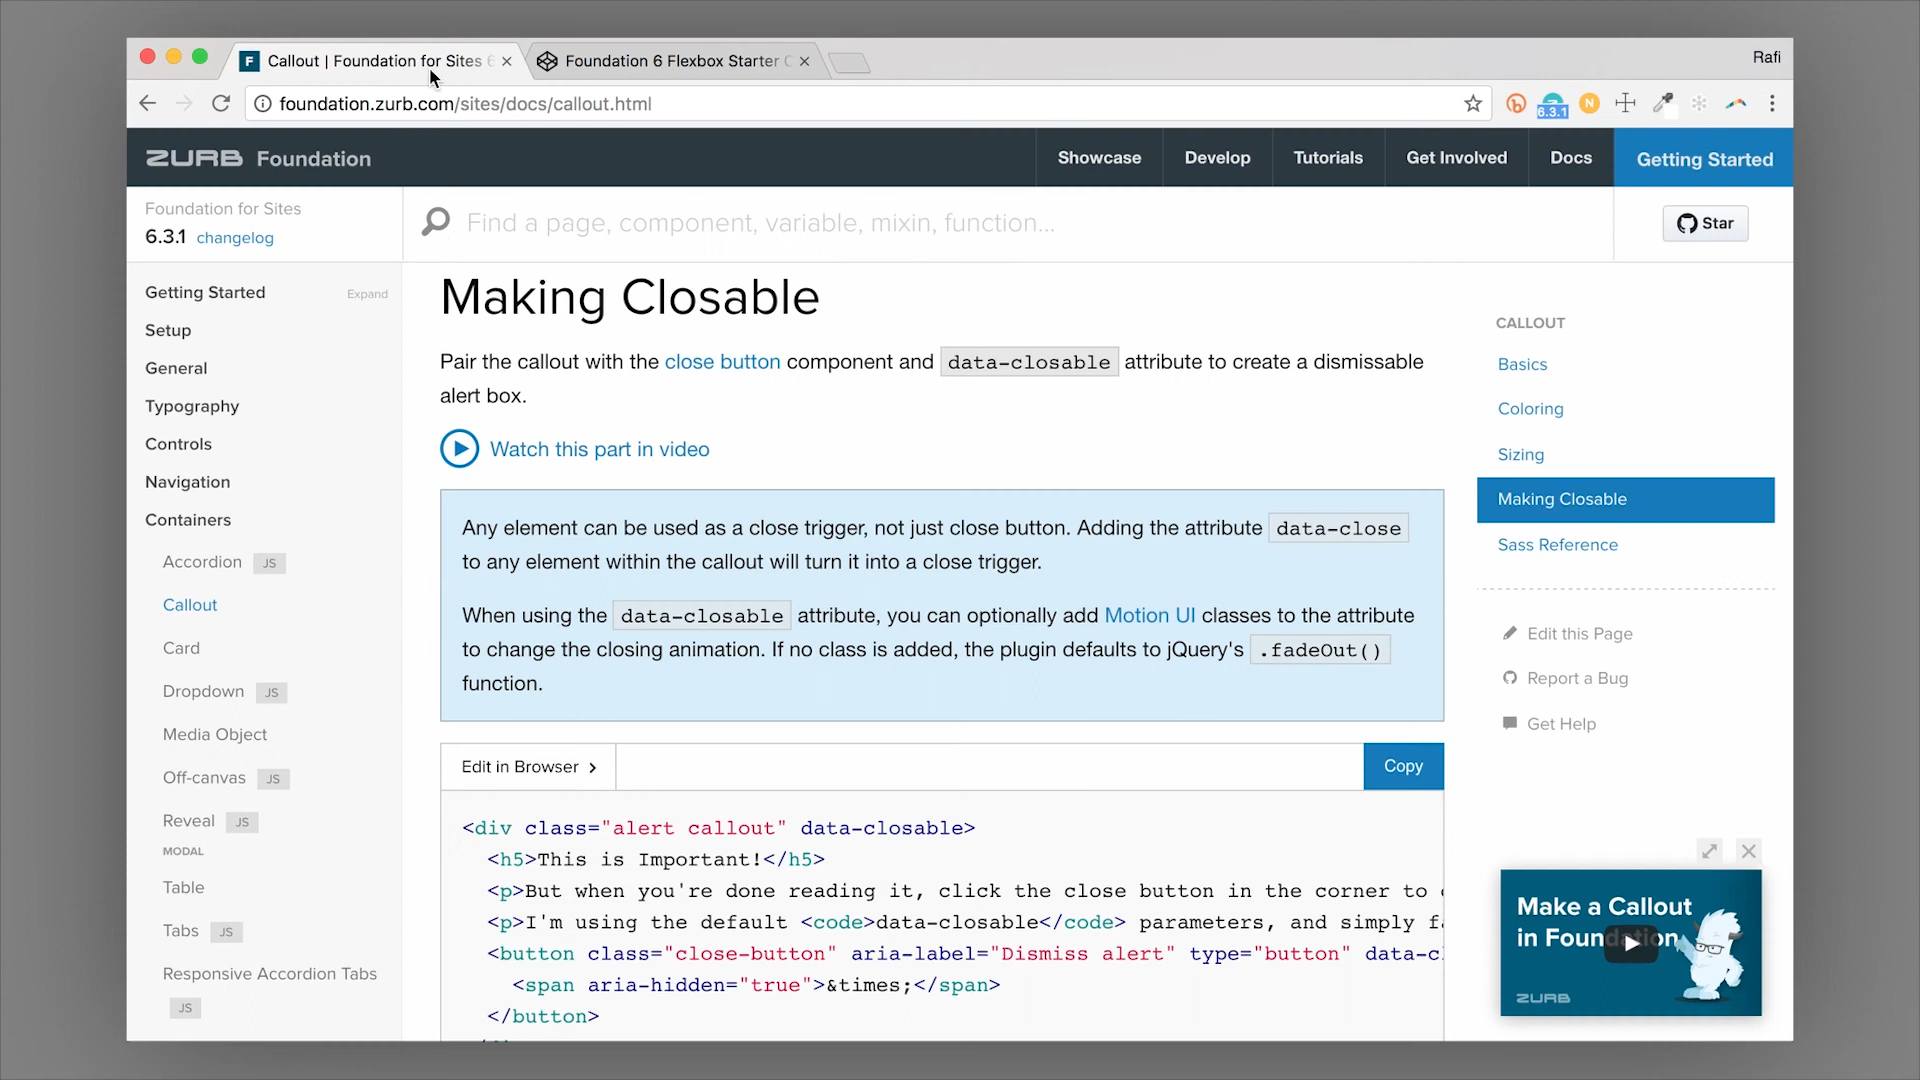 Callout | Foundation for Sites 6
Foundation 6 Flexbox Starter
Rafi
foundation.zurb.com/sites/docs/callout.html
6.3.1
N
ZURB Foundation
Showcase
Develop
Tutorials
Get Involved
Docs
Getting Started
Foundation for Sites
6.3.1 changelog
Find a page, component, variable, mixin, function...
Star
Getting Started
Expand
Setup
General
Typography
Controls
Navigation
Containers
Accordion JS
Callout
Card
Dropdown JS
Media Object
Off-canvas JS
Reveal JS
MODAL
Table
Tabs JS
Responsive Accordion Tabs
JS
Making Closable
Pair the callout with the close button component and data-closable attribute to create a dismissable
alert box.
Watch this part in video
Any element can be used as a close trigger, not just close button. Adding the attribute data-close
to any element within the callout will turn it into a close trigger.
When using the data-closable attribute, you can optionally add Motion UI classes to the attribute
to change the closing animation. If no class is added, the plugin defaults to jQuery's .fadeOut()
function.
Edit in Browser
Copy
<div class="alert callout" data-closable>
<h5>This is Important!</h5>
<p>But when you're done reading it, click the close button in the corner to
<p>I'm using the default <code>data-closable</code> parameters, and simply
<button class="close-button" aria-label="Dismiss alert" type="button"
<span aria-hidden="true">&times;</span>
</button>
CALLOUT
Basics
Coloring
Sizing
Making Closable
Sass Reference
Edit this Page
Report a Bug
Get Help
Make a Callout
in Foundation
ZURB